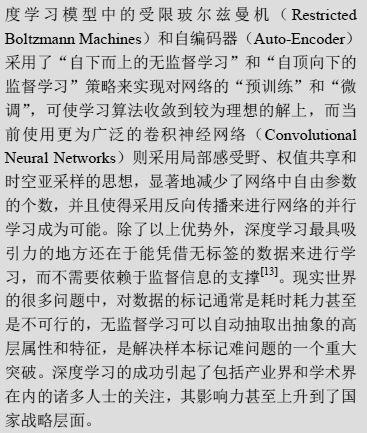 度学习模型中的受限玻尔兹曼机（Restricted
Boltzmann Machines）和自编码器（Auto-Encoder）
采用了“自下而上的无监督学习”和“自顶向下的
监督学习”策略来实现对网络的“预训练”和“微
调”，可使学习算法收敛到较为理想的解上，而当
前使用更为广泛的卷积神经网络（Convolutional
Neural Networks）则采用局部感受野、权值共享和
时空亚采样的思想，显著地减少了网络中自由参数
的个数，并且使得采用反向传播来进行网络的并行
学习成为可能。除了以上优势外，深度学习最具吸
引力的地方还在于能凭借无标签的数据来进行学
习，而不需要依赖于监督信息的支撑[13]。现实世界
的很多问题中，对数据的标记通常是耗时耗力甚至
是不可行的，无监督学习可以自动抽取出抽象的高
层属性和特征，是解决样本标记难问题的一个重大
突破。深度学习的成功引起了包括产业界和学术界
在内的诸多人士的关注，其影响力甚至上升到了国
家战略层面。